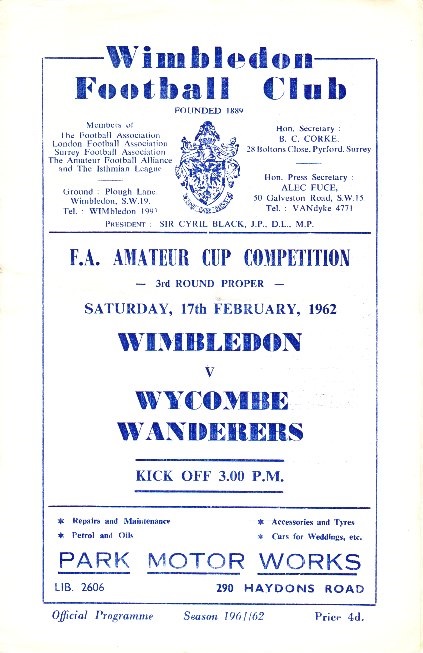 Wimbledon
Football Club
FOUNDED 1889
Members of
The Football Association
London Football Association
Surrey Football Association
The Amateur Football Alliance
and The Isthmian League
Ground : Plough Lane
Wimbledon, S.W.19.
Tel. : WIMbledon 1993
Hon. Secretary :
B. C. CORKE,
28 Boltons Close, Pyrford, Surrey
Hon. Press Secretary :
ALEC FUCE,
50 Galveston Road, S.W.15
Tel. : VANdyke 4771
PRESIDENT : SIR CYRIL BLACK, J.P., D.L., M.P.
F.A. AMATEUR CUP COMPETITION
— 3rd ROUND PROPER —
SATURDAY, 17th FEBRUARY, 1962
WIMBLEDON
V
WYCOMBE
WANDERERS
KICK OFF 3.00 P.M.
* Repairs and Maintenance
* Petrol and Oils
* Accessories and Tyres
* Cars for Weddings, etc.
PARK MOTOR WORKS
LIB. 2606 290 HAYDONS ROAD
Official Programme Season 1961/62 Price 4d.